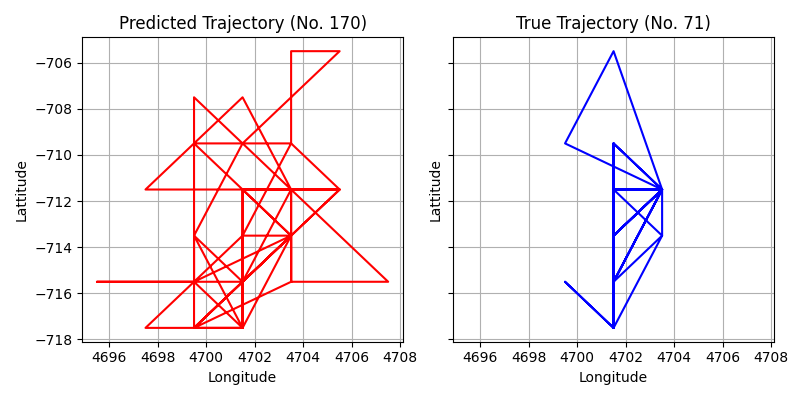 Predicted Trajectory (No. 170)
True Trajectory (No. 71)
−706
−708
−710
−712
−714
−716
−718
Lattitude
Lattitude
4696 4698 4700 4702 4704 4706 4708
4696 4698 4700 4702 4704 4706 4708
Longitude
Longitude